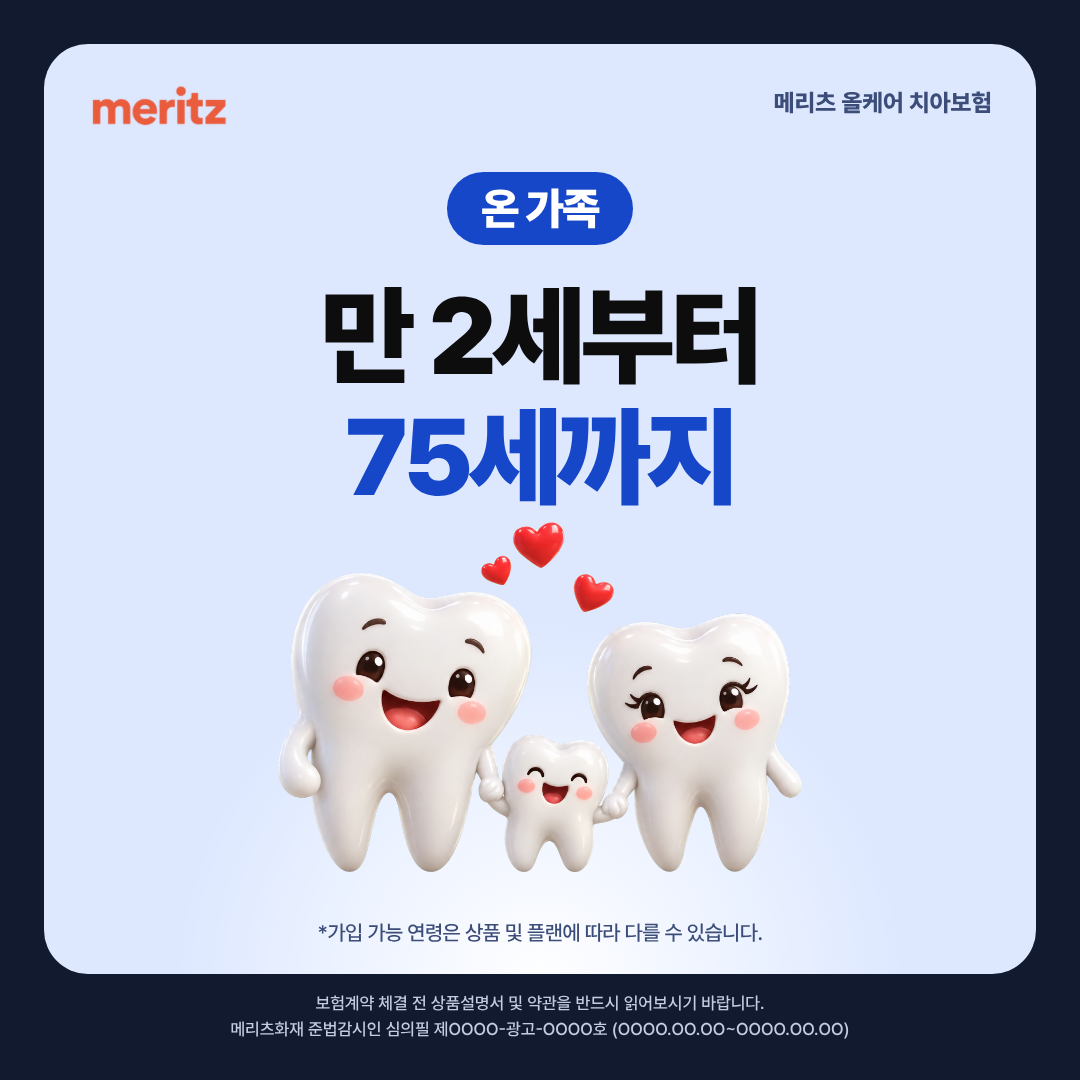 meritz
메리츠 올케어 치아보험
온 가족
만 2세부터
75세까지
*가입 가능 연령은 상품 및 플랜에 따라 다를 수 있습니다.
보험계약 체결 전 상품설명서 및 약관을 반드시 읽어보시기 바랍니다.
메리츠화재 준법감시인 심의필 제OOOO-광고-OOOO호 (OOOO.OO.OO~OOOO.OO.OO)